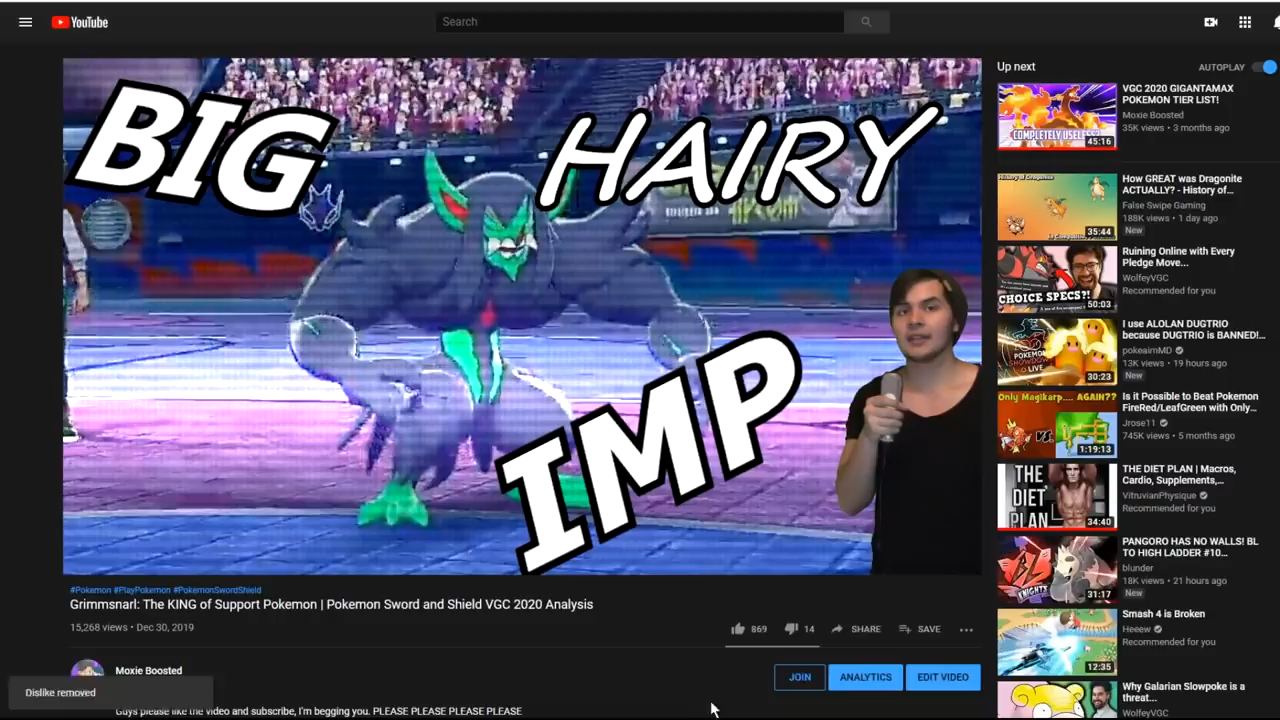 YouTube
Search
BIG
HAIRY
IMP
#Pokemon #PlayPokemon #PokemonSwordShield
Grimmsnarl: The KING of Support Pokemon | Pokemon Sword and Shield VGC 2020 Analysis
15,268 views • Dec 30, 2019
869
14
SHARE
SAVE
Moxie Boosted
JOIN
ANALYTICS
EDIT VIDEO
Dislike removed
Guys please like the video and subscribe, I'm begging you. PLEASE PLEASE PLEASE PLEASE
Up next
AUTOPLAY
COMPLETELY USELESS?
45:16
VGC 2020 GIGANTAMAX
POKEMON TIER LIST!
Moxie Boosted
35K views • 3 months ago
35:44
How GREAT was Dragonite
ACTUALLY? - History of...
False Swipe Gaming
188K views • 1 day ago
New
CHOICE SPECS?!
50:03
Ruining Online with Every
Pledge Move...
WolfeyVGC
Recommended for you
POKEMON
SHOWDOWN
LIVE
30:23
I use ALOLAN DUGTRIO
because DUGTRIO is BANNED!...
pokeaimMD
13K views • 19 hours ago
New
Only Magikarp.... AGAIN??
VS.
1:19:13
Is it Possible to Beat Pokemon
FireRed/LeafGreen with Only...
Jrose11
745K views • 5 months ago
THE
DIET
PLAN
34:40
THE DIET PLAN | Macros,
Cardio, Supplements,...
VitruvianPhysique
Recommended for you
KNIGHTS
31:17
PANGORO HAS NO WALLS! BL
TO HIGH LADDER #10...
blunder
18K views • 21 hours ago
New
12:35
Smash 4 is Broken
Heeew
Recommended for you
Why Galarian Slowpoke is a
threat...
WolfeyVGC